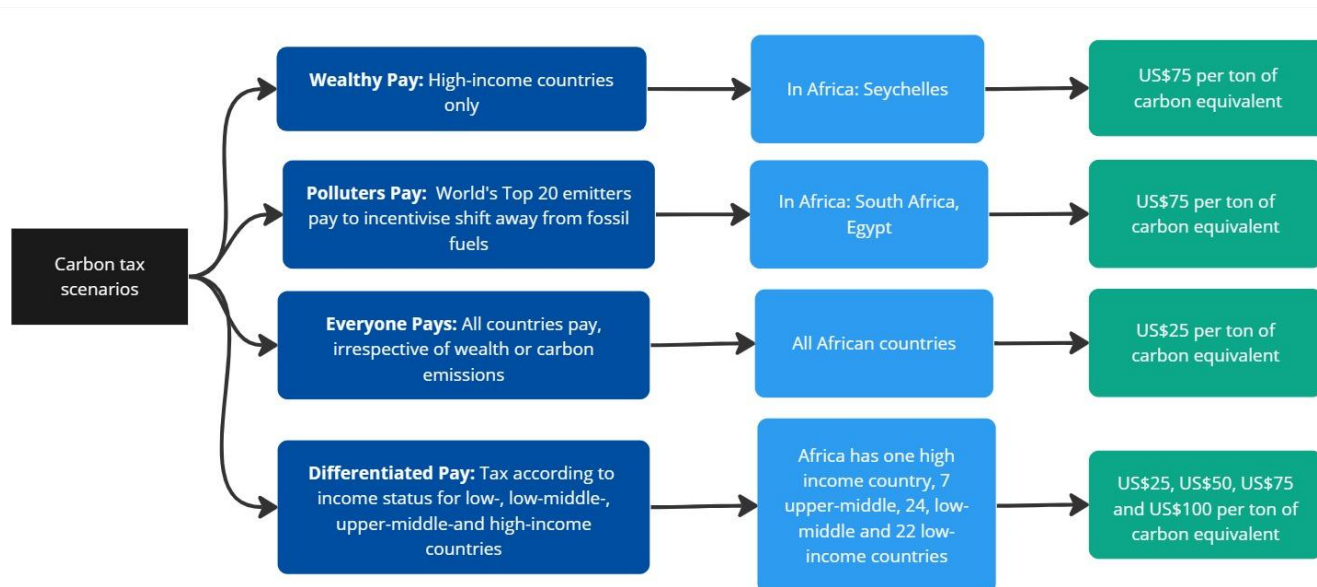 Carbon tax
scenarios
Wealthy Pay: High-income countries
only
In Africa: Seychelles
US$75 per ton of
carbon equivalent
Polluters Pay:  World's Top 20 emitters
pay to incentivise shift away from fossil
fuels
In Africa: South Africa,
Egypt
US$75 per ton of
carbon equivalent
Everyone Pays: All countries pay,
irrespective of wealth or carbon
emissions
All African countries
US$25 per ton of
carbon equivalent
Differentiated Pay: Tax according to
income status for low-, low-middle-,
upper-middle-and high-income
countries
Africa has one high
income country, 7
upper-middle, 24, low-
middle and 22 low-
income countries
US$25, US$50, US$75
and US$100 per ton of
carbon equivalent